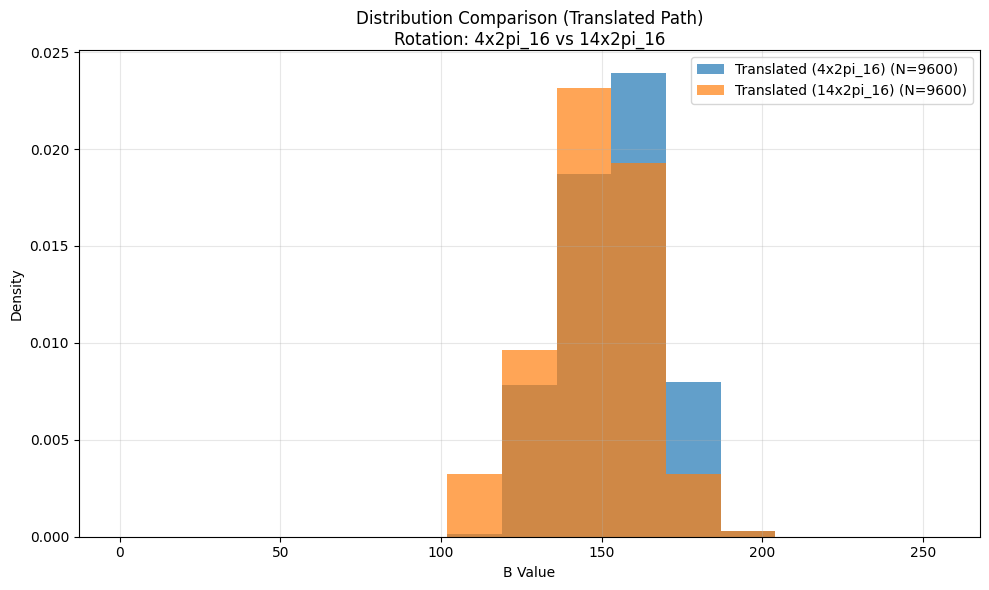 Distribution Comparison (Translated Path)
Rotation: 4x2pi_16 vs 14x2pi_16
Translated (4x2pi_16) (N=9600)
Translated (14x2pi_16) (N=9600)
Density
0.025
0.020
0.015
0.010
0.005
0.000
0
50
100
150
200
250
B Value